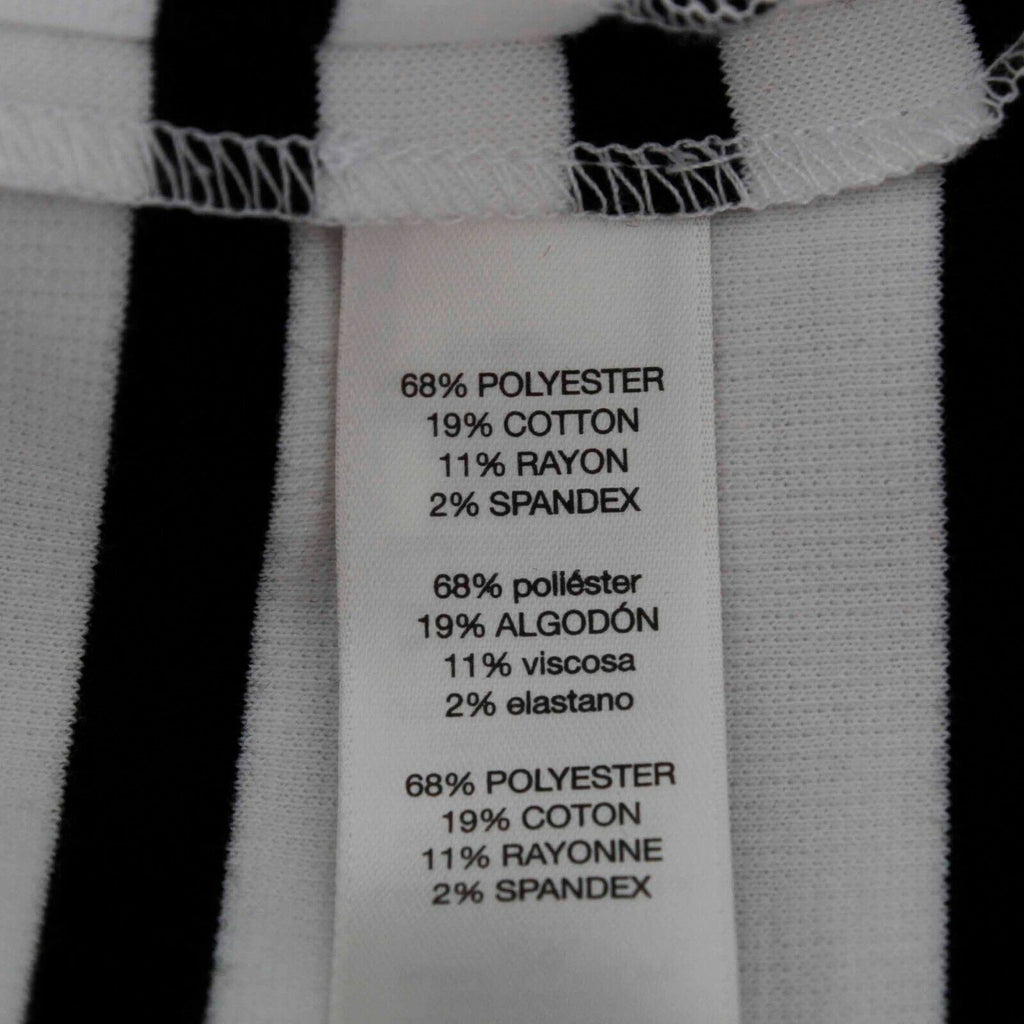 68% POLYESTER
19% COTTON
11% RAYON
2% SPANDEX
68% poliéster
19% ALGODÓN
11% viscosa
2% elastano
68% POLYESTER
19% COTON
11% RAYONNE
2% SPANDEX